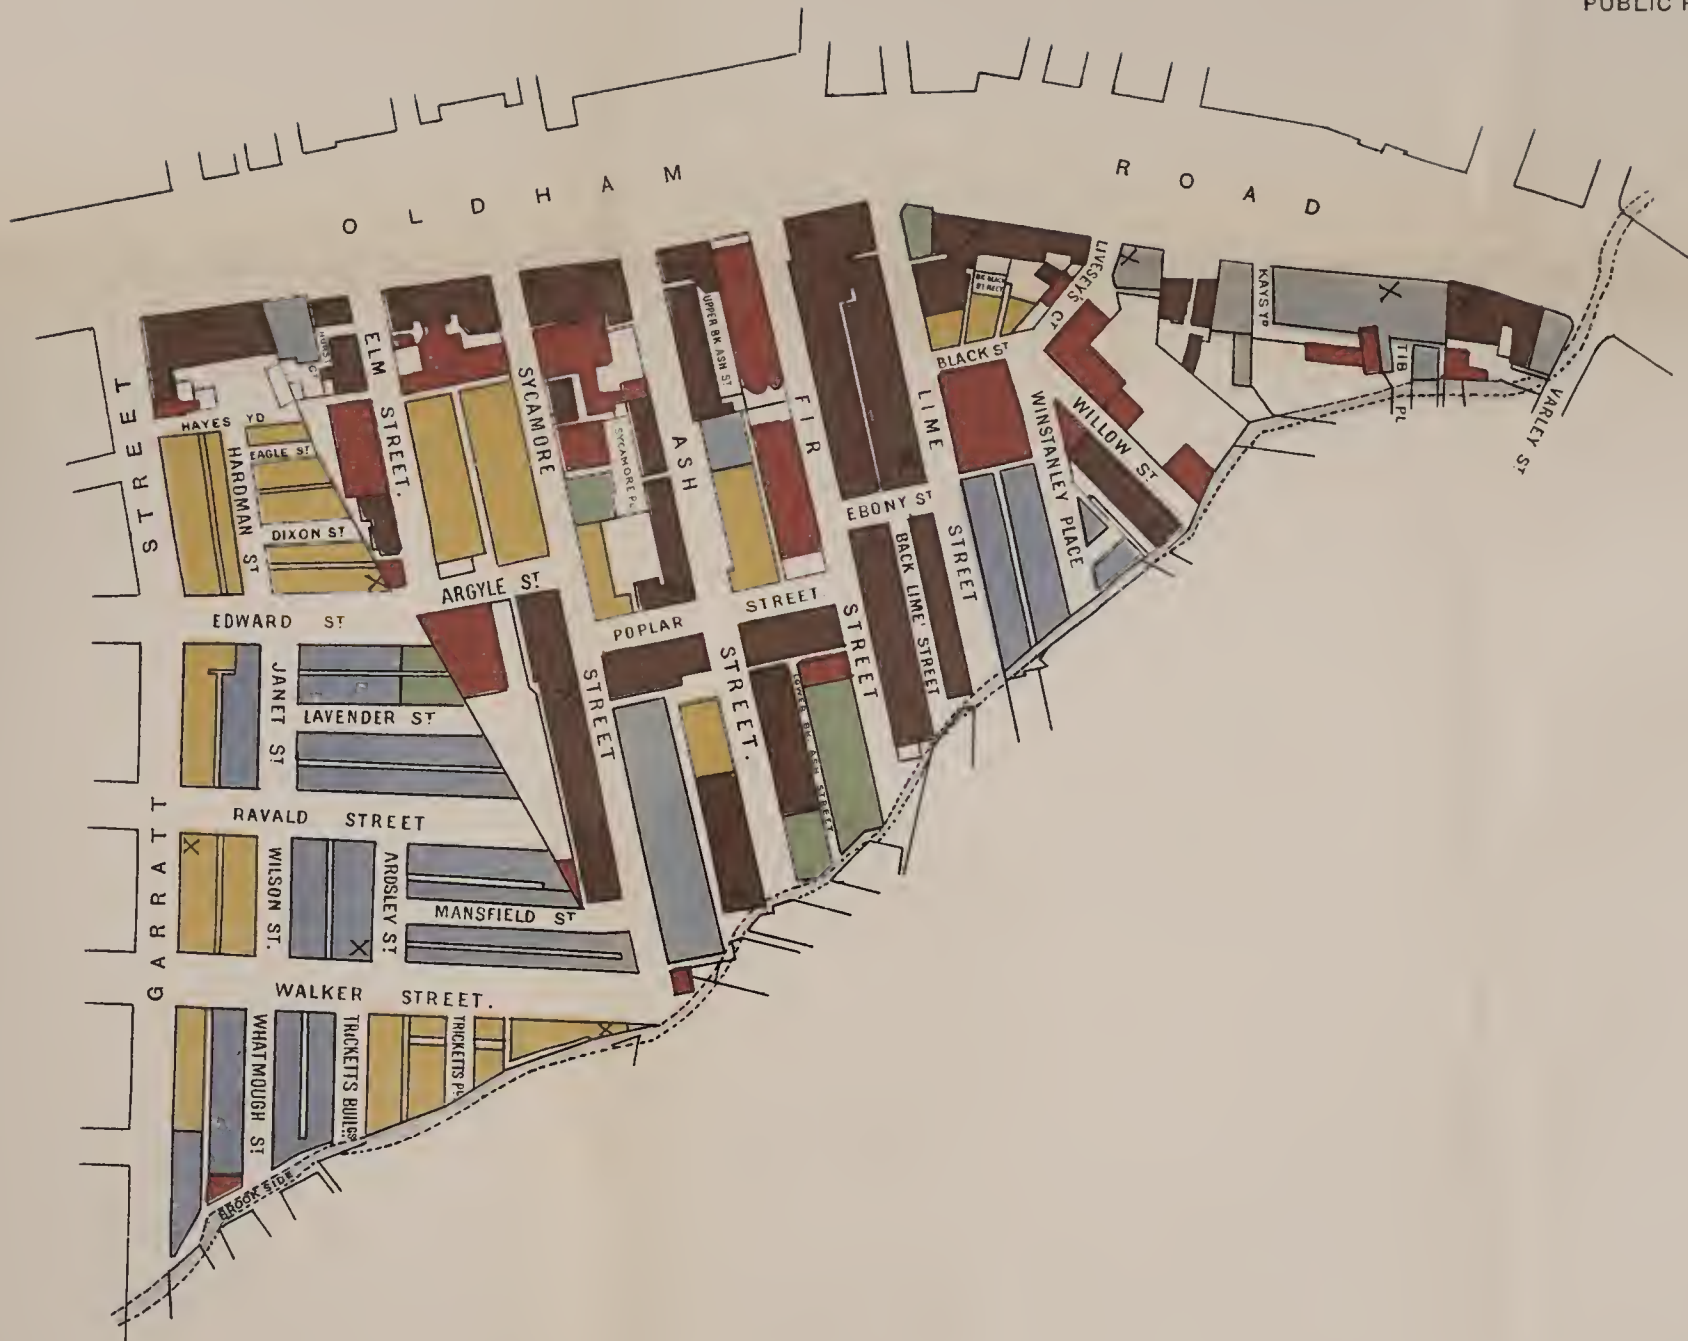 PUBLIC
OLDHAM ROAD
GARRATT STREET
HAYES YD
HARDMAN ST
EAGLE ST
DIXON ST
ELM STREET.
SYCAMORE STREET
SYCAMORE PL
ASH STREET.
UPPER BK ASH ST
FIR STREET
LIME STREET
BLACK ST
LIVESEY'S CT
KAYS YD
TIB PL
VARLEY ST
WILLOW ST
WINSTANLEY PLACE
EBONY ST
BACK LIME STREET
ARGYLE ST
POPLAR STREET
LOWER BK ASH STREET
EDWARD ST
JANET ST
LAVENDER ST
RAVALD STREET
WILSON ST.
ARDSLEY ST
MANSFIELD ST
WALKER STREET.
WHATMOUGH ST
TRICKETTS BUILGS
TRICKETTS PL
BROOK SIDE